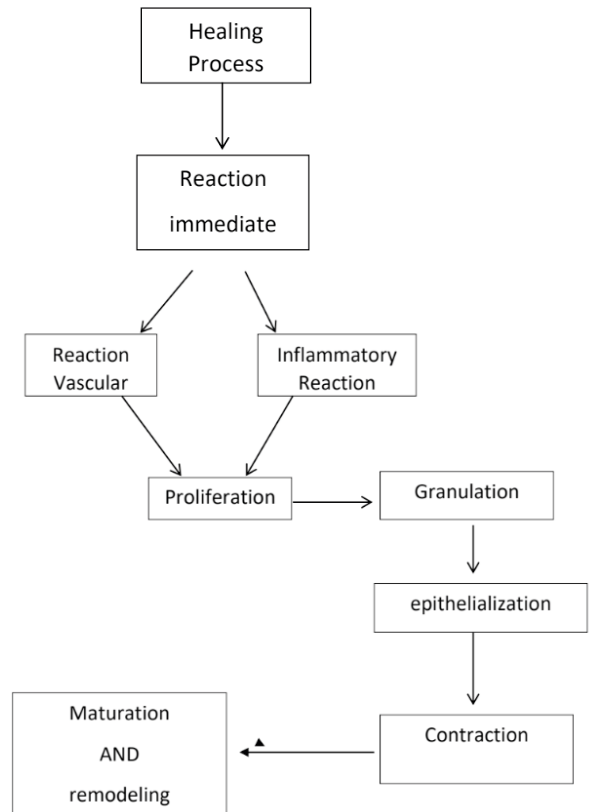 Healing
Process
Reaction
immediate
Reaction
Vascular
Inflammatory
Reaction
Proliferation
Granulation
epithelialization
Contraction
Maturation
AND
remodeling